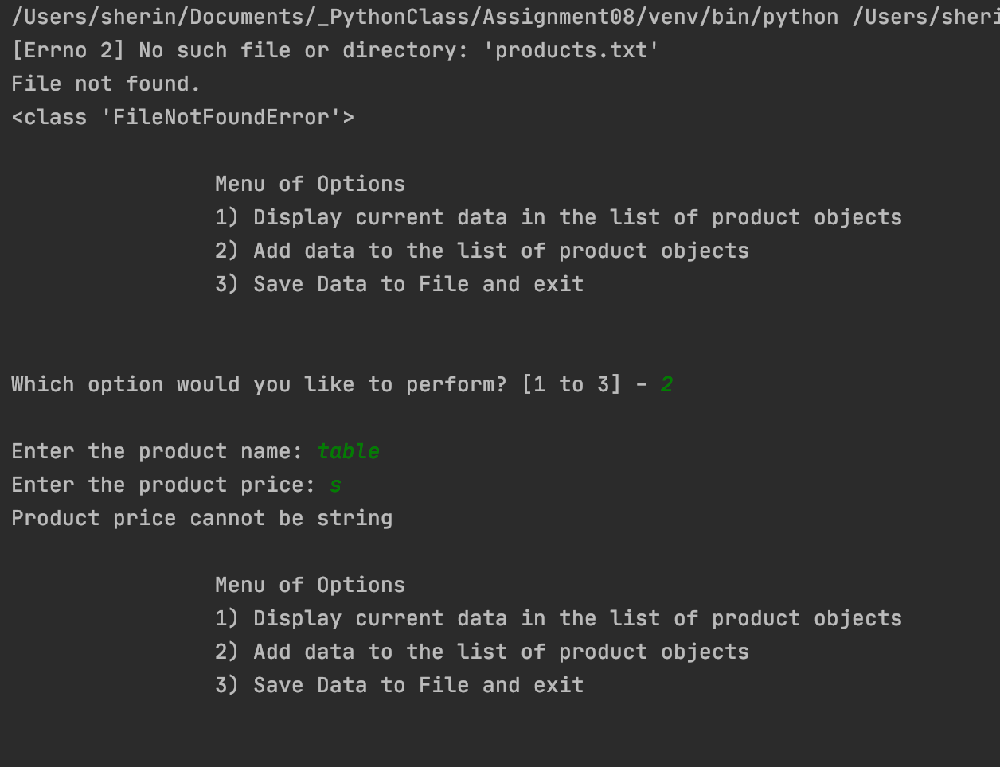 /Users/sherin/Documents/_PythonClass/Assignment08/venv/bin/python /Users/sheri
[Errno 2] No such file or directory: 'products.txt'
File not found.
<class 'FileNotFoundError'>
Menu of Options
1) Display current data in the list of product objects
2) Add data to the list of product objects
3) Save Data to File and exit
Which option would you like to perform? [1 to 3] - 2
Enter the product name: table
Enter the product price: s
Product price cannot be string
Menu of Options
1) Display current data in the list of product objects
2) Add data to the list of product objects
3) Save Data to File and exit